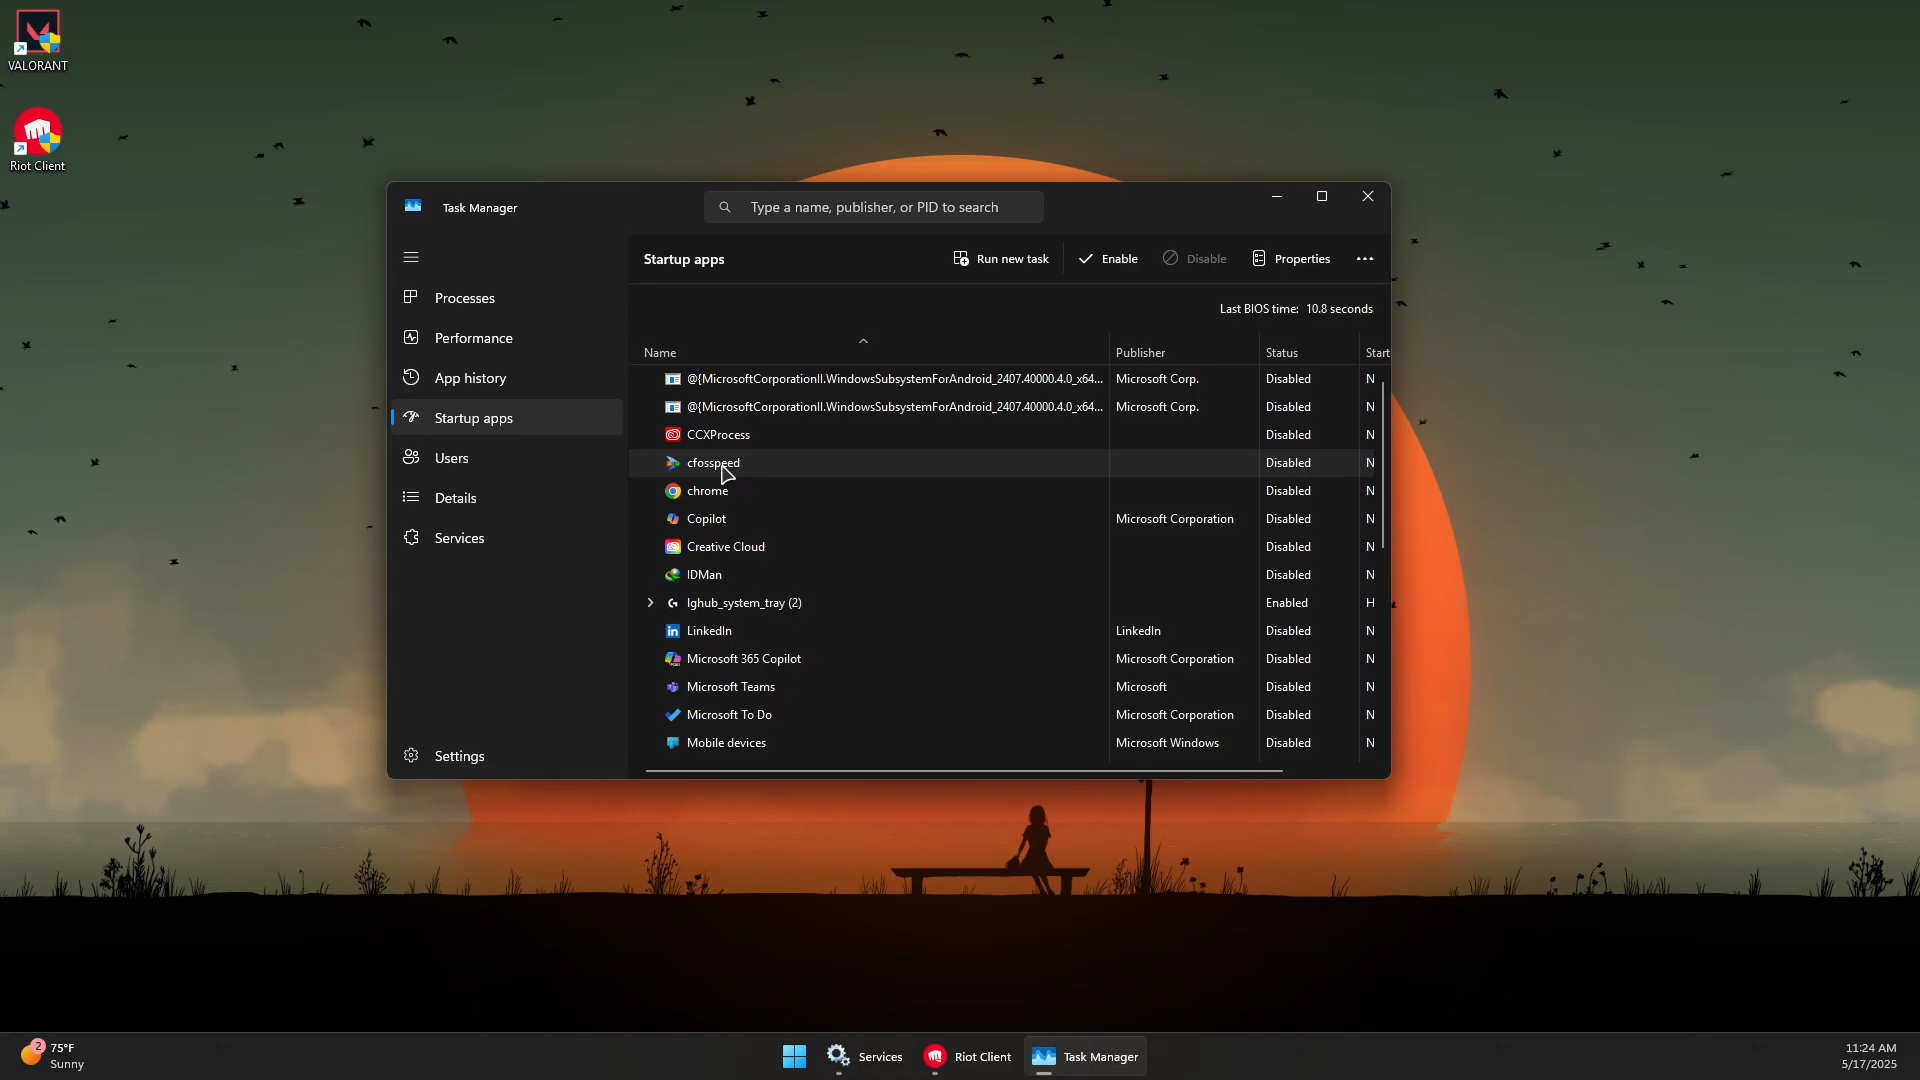 VALORANT
Riot Client
Task Manager
Type a name, publisher, or PID to search
Startup apps
Run new task
Enable
Disable
Properties
Last BIOS time: 10.8 seconds
Processes
Performance
App history
Startup apps
Users
Details
Services
Settings
Name Publisher Status Start
@{MicrosoftCorporationII.WindowsSubsystemForAndroid_2407.40000.4.0_x64... Microsoft Corp. Disabled N
@{MicrosoftCorporationII.WindowsSubsystemForAndroid_2407.40000.4.0_x64... Microsoft Corp. Disabled N
CCXProcess Disabled N
cfosspeed Disabled N
chrome Disabled N
Copilot Microsoft Corporation Disabled N
Creative Cloud Disabled N
IDMan Disabled N
lghub_system_tray (2) Enabled H
LinkedIn LinkedIn Disabled N
Microsoft 365 Copilot Microsoft Corporation Disabled N
Microsoft Teams Microsoft Disabled N
Microsoft To Do Microsoft Corporation Disabled N
Mobile devices Microsoft Windows Disabled N
2
75°F
Sunny
Services
Riot Client
Task Manager
11:24 AM
5/17/2025